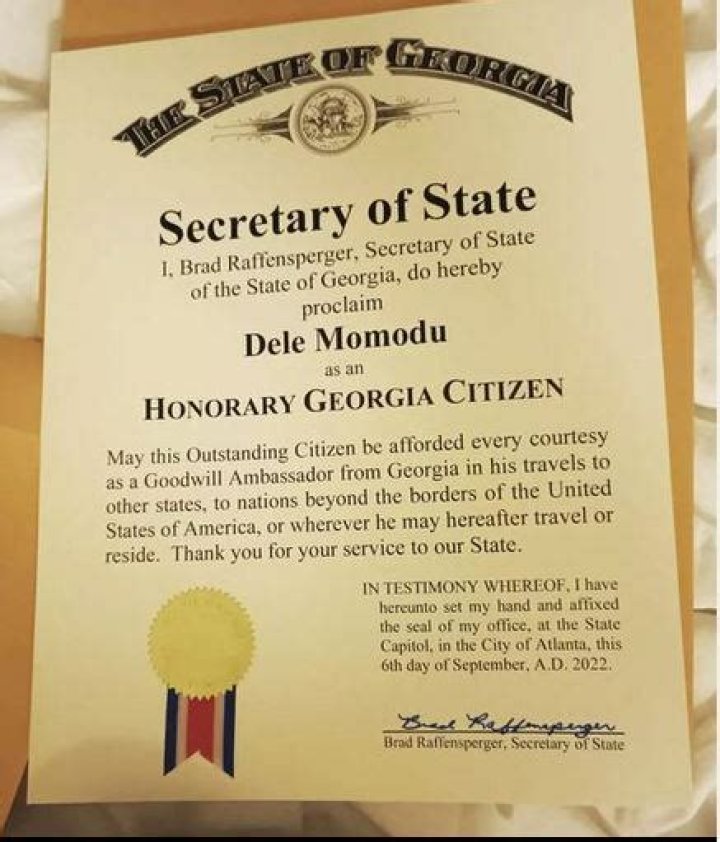 THE STATE OF GEORGIA
Secretary of State
I, Brad Raffensperger, Secretary of State
of the State of Georgia, do hereby
proclaim
Dele Momodu
as an
HONORARY GEORGIA CITIZEN
May this Outstanding Citizen be afforded every courtesy
as a Goodwill Ambassador from Georgia in his travels to
other states, to nations beyond the borders of the United
States of America, or wherever he may hereafter travel or
reside. Thank you for your service to our State.
IN TESTIMONY WHEREOF, I have
hereunto set my hand and affixed
the seal of my office, at the State
Capitol, in the City of Atlanta, this
6th day of September, A.D. 2022.
Brad Raffensperger
Brad Raffensperger, Secretary of State